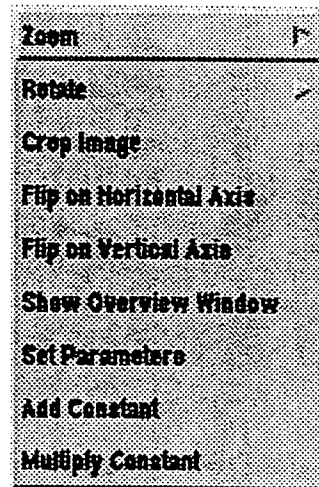 Zoom
Rotate
Crop Image
Flip on Horizontal Axis
Flip on Vertical Axis
Show Overview Window
Set Parameters
Add Constant
Multiply Constant